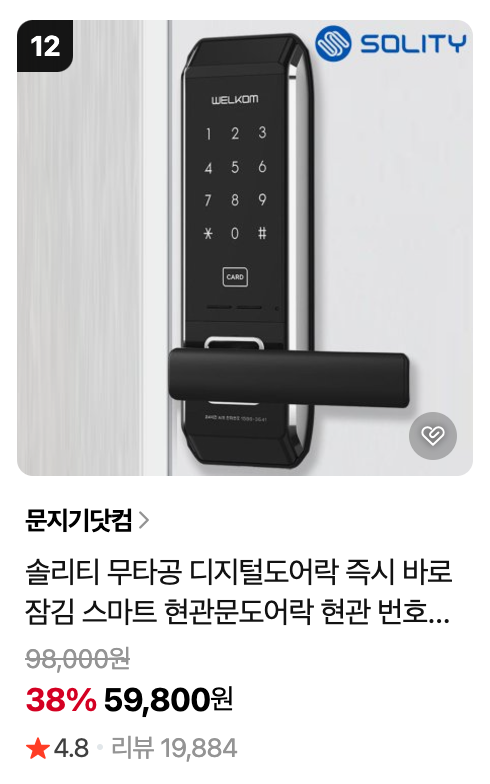 12
SOLITY
WELKOM
1 2 3
4 5 6
7 8 9
* 0 #
CARD
문지기닷컴 >
솔리티 무타공 디지털도어락 즉시 바로
잠김 스마트 현관문도어락 현관 번호...
98,000원
38% 59,800원
★ 4.8 • 리뷰 19,884